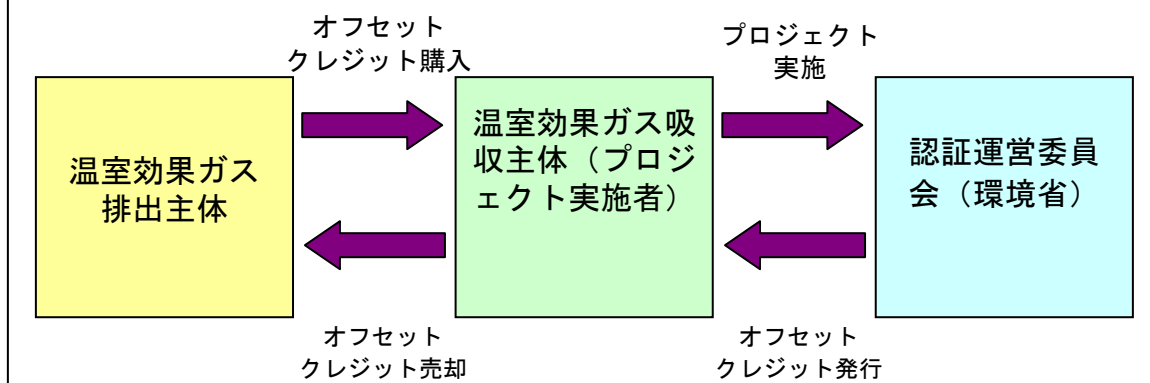 オフセット
クレジット購入
プロジェクト
実施
温室効果ガス
排出主体
温室効果ガス吸
収主体（プロジ
ェクト実施者）
認証運営委員
会（環境省）
オフセット
クレジット売却
オフセット
クレジット発行